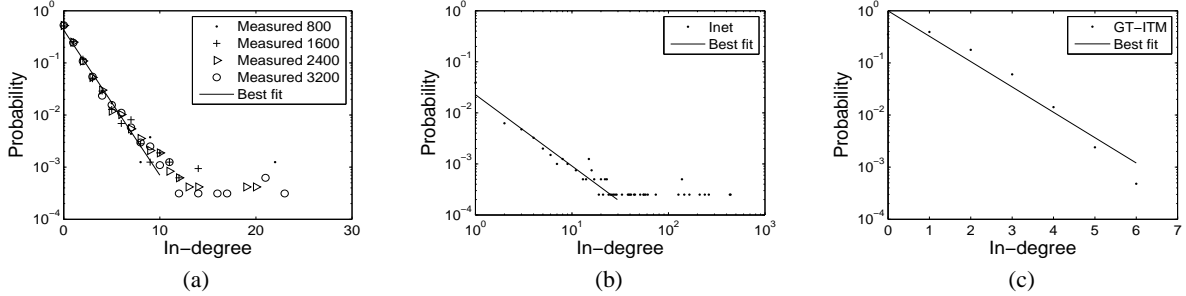 10^0
10^-1
10^-2
10^-3
10^-4
Probability
0 10 20 30
In-degree
Measured 800
Measured 1600
Measured 2400
Measured 3200
Best fit
(a)
10^0
10^-1
10^-2
10^-3
10^-4
Probability
10^0 10^1 10^2 10^3
In-degree
Inet
Best fit
(b)
10^0
10^-1
10^-2
10^-3
10^-4
Probability
0 1 2 3 4 5 6 7
In-degree
GT-ITM
Best fit
(c)